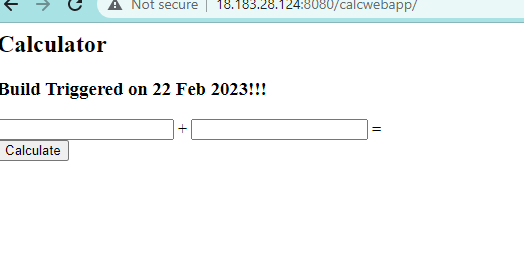 Not secure | 18.183.28.124:8080/calcwebapp/
Calculator
Build Triggered on 22 Feb 2023!!!
+ =
Calculate